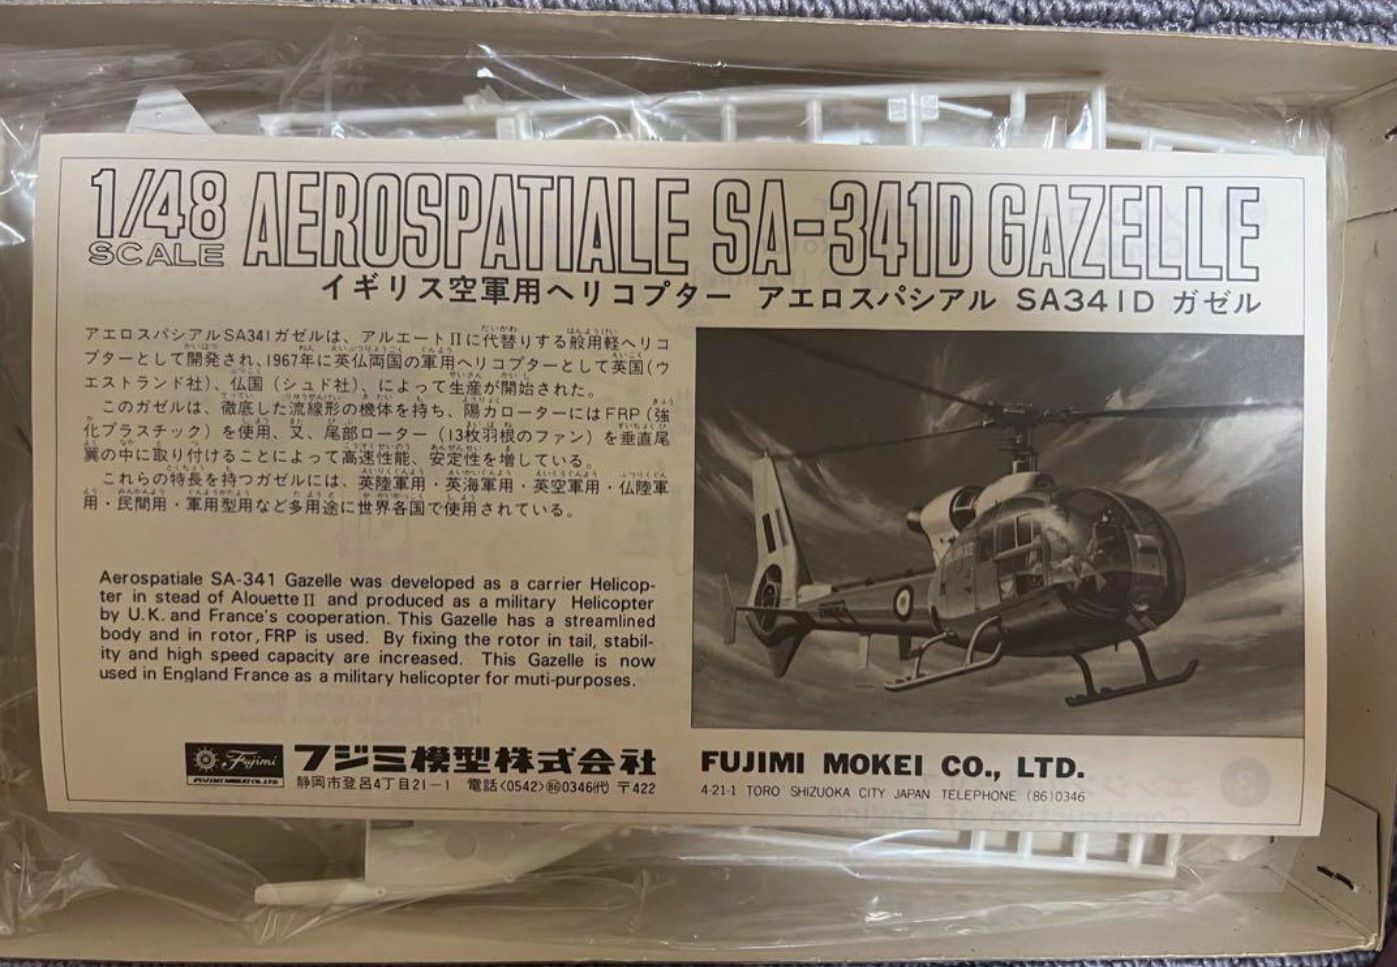 1/48
SCALE
AEROSPATIALE SA-341D GAZELLE
イギリス空軍用ヘリコプター アエロスパシアル SA341D ガゼル
アエロスパシアルSA341ガゼルは、アルエートIIに代替りする般用軽ヘリコ
プターとして開発され、1967年に英仏両国の軍用ヘリコプターとして英国(ウ
エストランド社)、仏国(シュド社)、によって生産が開始された。
このガゼルは、徹底した流線形の機体を持ち、陽力ローターにはFRP(強
化プラスチック)を使用、又、尾部ローター(13枚羽根のファン)を垂直尾
翼の中に取り付けることによって高速性能、安定性を増している。
これらの特長を持つガゼルには、英陸軍用・英海軍用・英空軍用・仏陸軍
用・民間用・軍用型用など多用途に世界各国で使用されている。
Aerospatiale SA-341 Gazelle was developed as a carrier Helicop-
ter in stead of Alouette II and produced as a military Helicopter
by U.K. and France's cooperation. This Gazelle has a streamlined
body and in rotor, FRP is used. By fixing the rotor in tail, stabil-
ity and high speed capacity are increased. This Gazelle is now
used in England France as a military helicopter for muti-purposes.
Fujimi
FUJIMI MOKEI CO., LTD.
フジミ模型株式会社
静岡市登呂4丁目21-1 電話<0542>86 0346(代) 〒422
FUJIMI MOKEI CO., LTD.
4-21-1 TORO SHIZUOKA CITY JAPAN TELEPHONE (86)0346